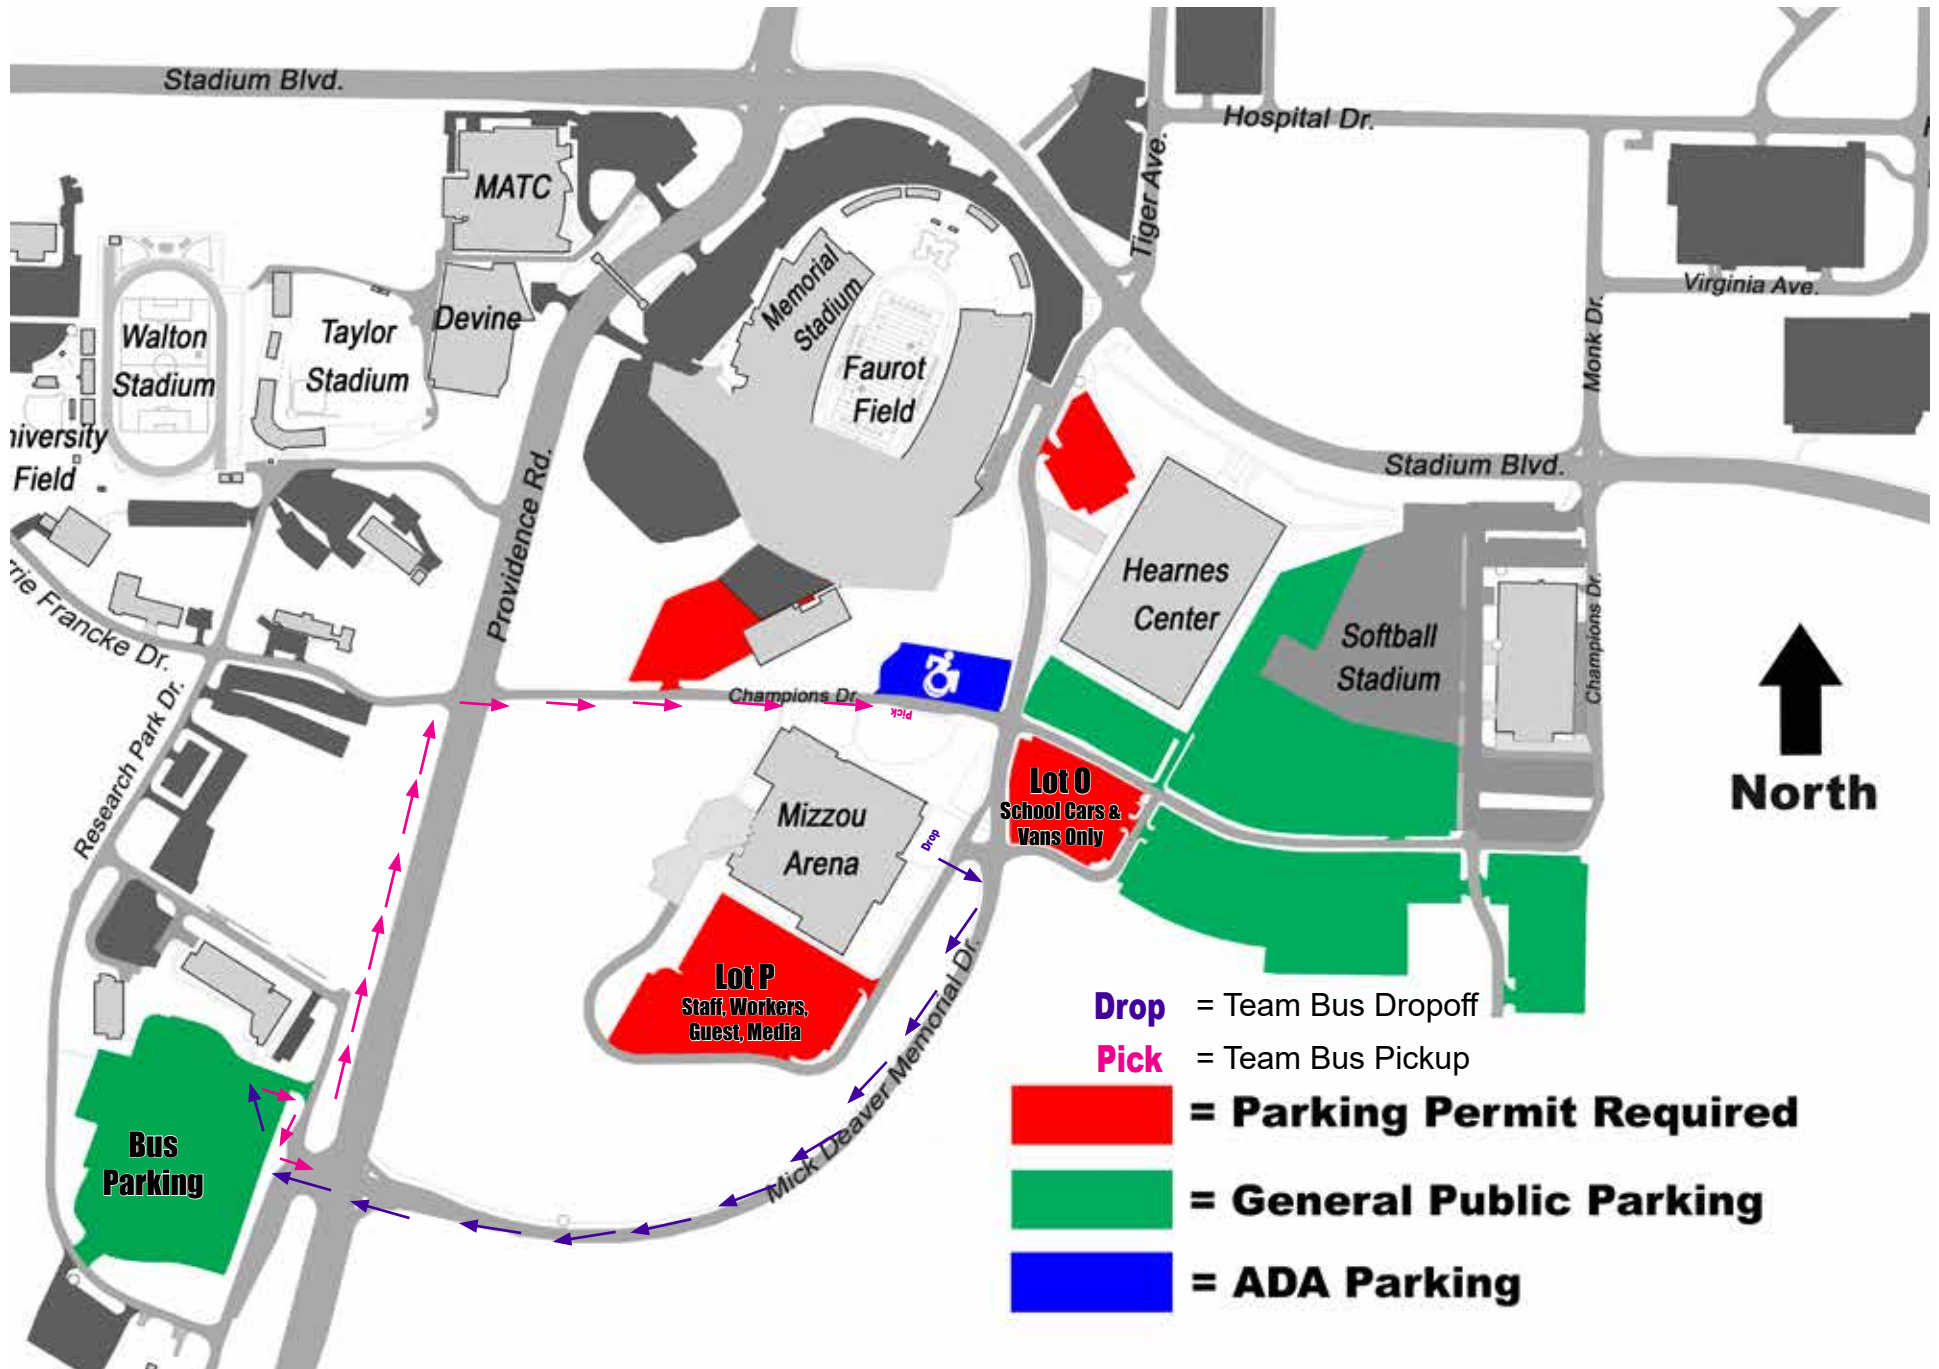 Stadium Blvd.
Hospital Dr.
MATC
Tiger Ave.
Memorial
Stadium
Virginia Ave.
Walton
Stadium
Taylor
Stadium
Devine
Monk Dr.
Faurot
Field
niversity
Field
Stadium Blvd.
Providence Rd.
rrie Francke Dr.
Hearnes
Center
Softball
Stadium
Champions Dr.
Champions Dr.
Pick
Research Park Dr.
North
Lot O
School Cars &
Vans Only
Mizzou
Arena
Drop
Lot P
Staff, Workers,
Guest, Media
Mick Deaver Memorial Dr.
Bus
Parking
Drop = Team Bus Dropoff
Pick = Team Bus Pickup
= Parking Permit Required
= General Public Parking
= ADA Parking